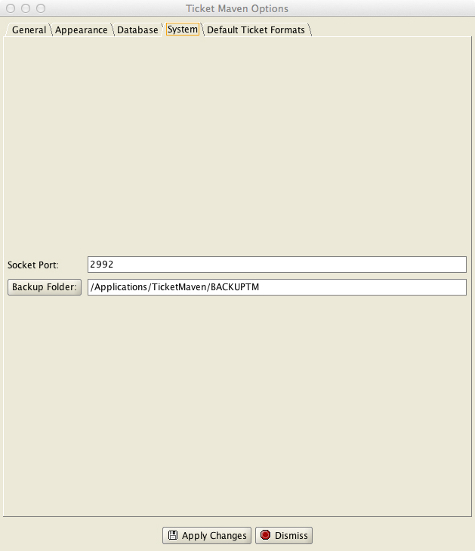 Ticket Maven Options
General Appearance Database System Default Ticket Formats
Socket Port: 2992
Backup Folder: /Applications/TicketMaven/BACKUPTM
Apply Changes Dismiss